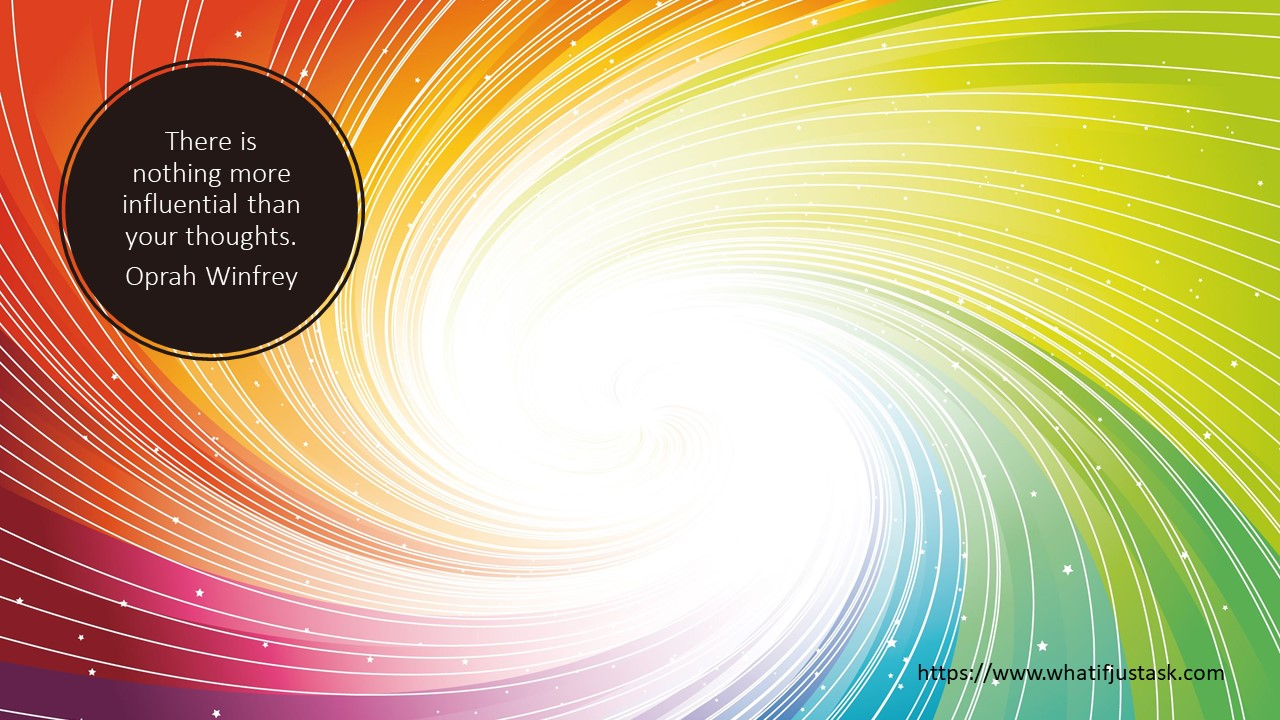 There is
nothing more
influential than
your thoughts.
Oprah Winfrey
https://www.whatifjustask.com